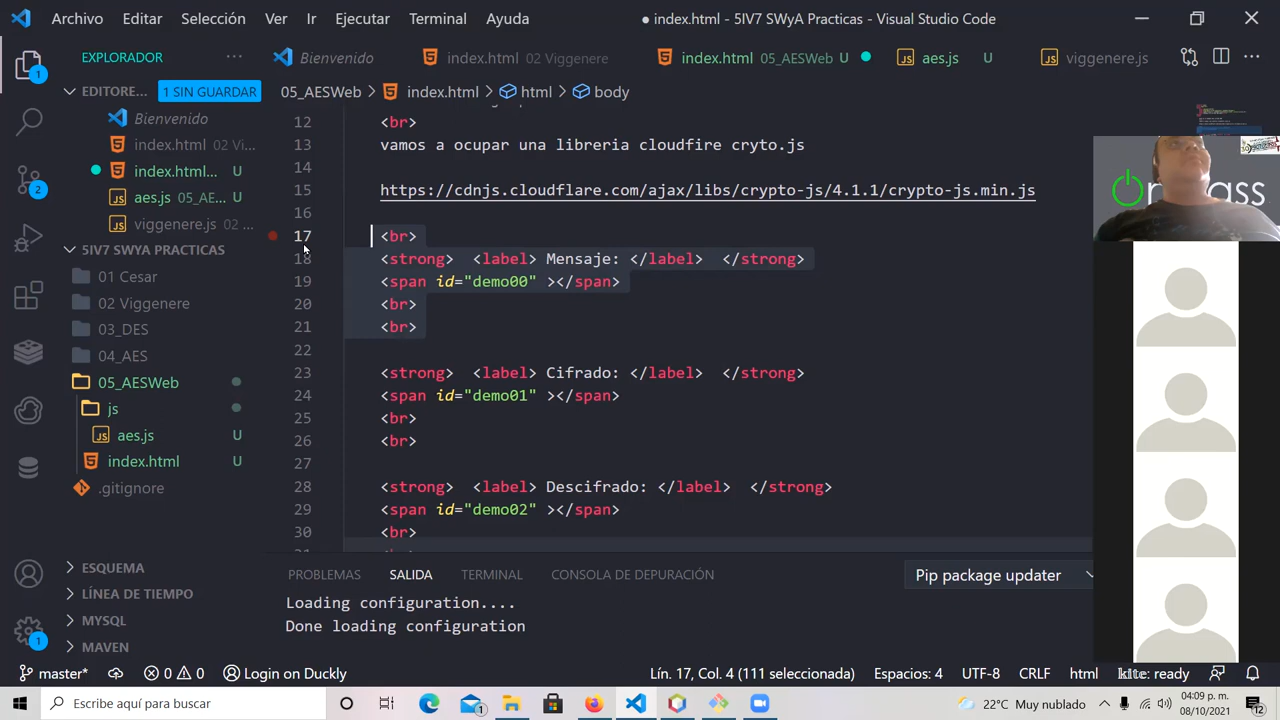 Archivo Editar Selección Ver Ir Ejecutar Terminal Ayuda
● index.html - 5IV7 SWyA Practicas - Visual Studio Code
EXPLORADOR
Bienvenido
index.html 02 Viggenere
index.html 05_AESWeb U
aes.js U
viggenere.js
EDITORE... 1 SIN GUARDAR
05_AESWeb > index.html > html > body
Bienvenido
index.html 02 Vi...
index.html... U
aes.js 05_AE... U
viggenere.js 02 ...
5IV7 SWYA PRACTICAS
01 Cesar
02 Viggenere
03_DES
04_AES
05_AESWeb
js
aes.js U
index.html U
.gitignore
ESQUEMA
LÍNEA DE TIEMPO
MYSQL
MAVEN
1
2
1
12 <br>
13 vamos a ocupar una libreria cloudfire cryto.js
14
15 https://cdnjs.cloudflare.com/ajax/libs/crypto-js/4.1.1/crypto-js.min.js
16
17 <br>
18 <strong> <label> Mensaje: </label> </strong>
19 <span id="demo00" ></span>
20 <br>
21 <br>
22
23 <strong> <label> Cifrado: </label> </strong>
24 <span id="demo01" ></span>
25 <br>
26 <br>
27
28 <strong> <label> Descifrado: </label> </strong>
29 <span id="demo02" ></span>
30 <br>
PROBLEMAS SALIDA TERMINAL CONSOLA DE DEPURACIÓN
Pip package updater
Loading configuration....
Done loading configuration
master* 0 0 Login on Duckly
Lín. 17, Col. 4 (111 seleccionada) Espacios: 4 UTF-8 CRLF html kite: ready
Escribe aquí para buscar
1
22°C Muy nublado
04:09 p. m.
08/10/2021
12